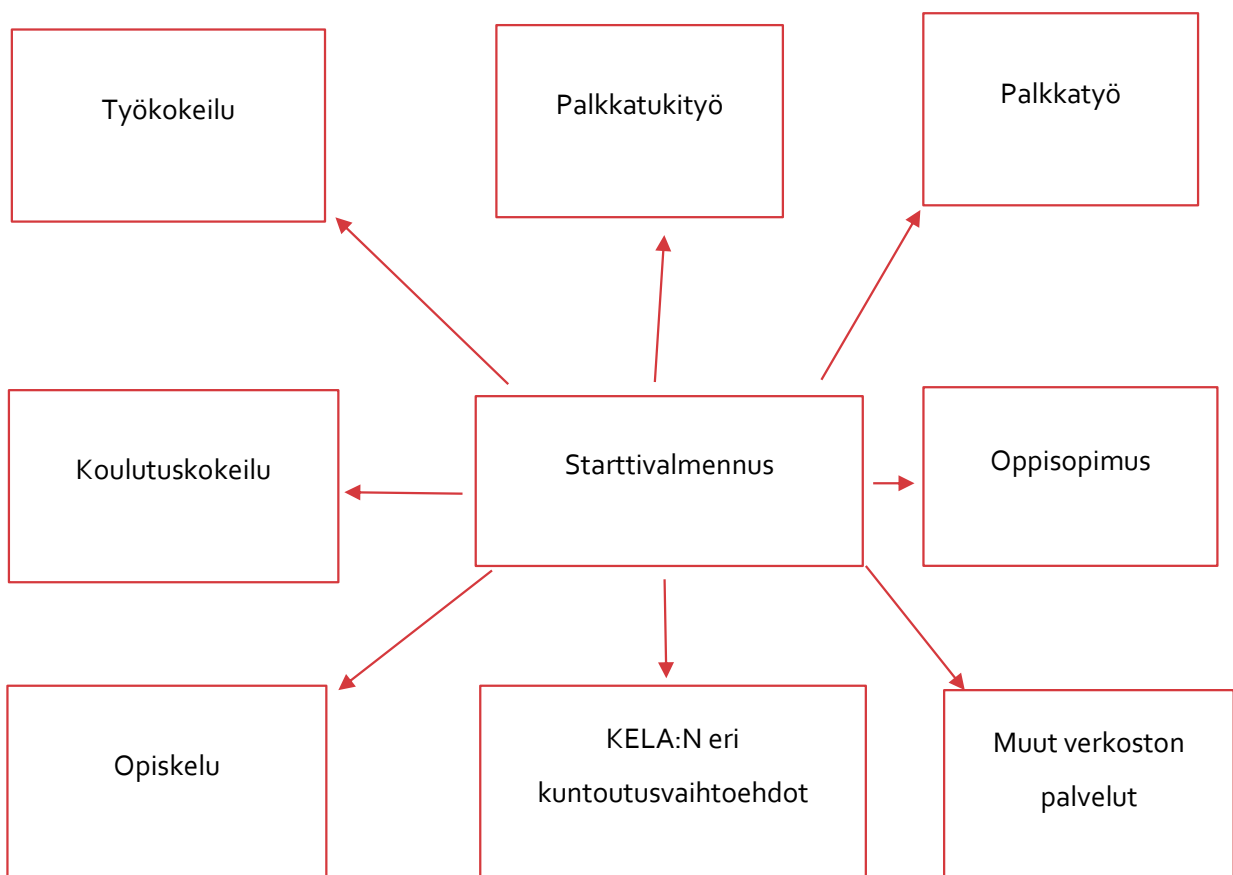 Työkokeilu
Palkkatukityö
Palkkatyö
Koulutuskokeilu
Starttivalmennus
Oppisopimus
Opiskelu
KELA:N eri
kuntoutusvaihtoehdot
Muut verkoston
palvelut